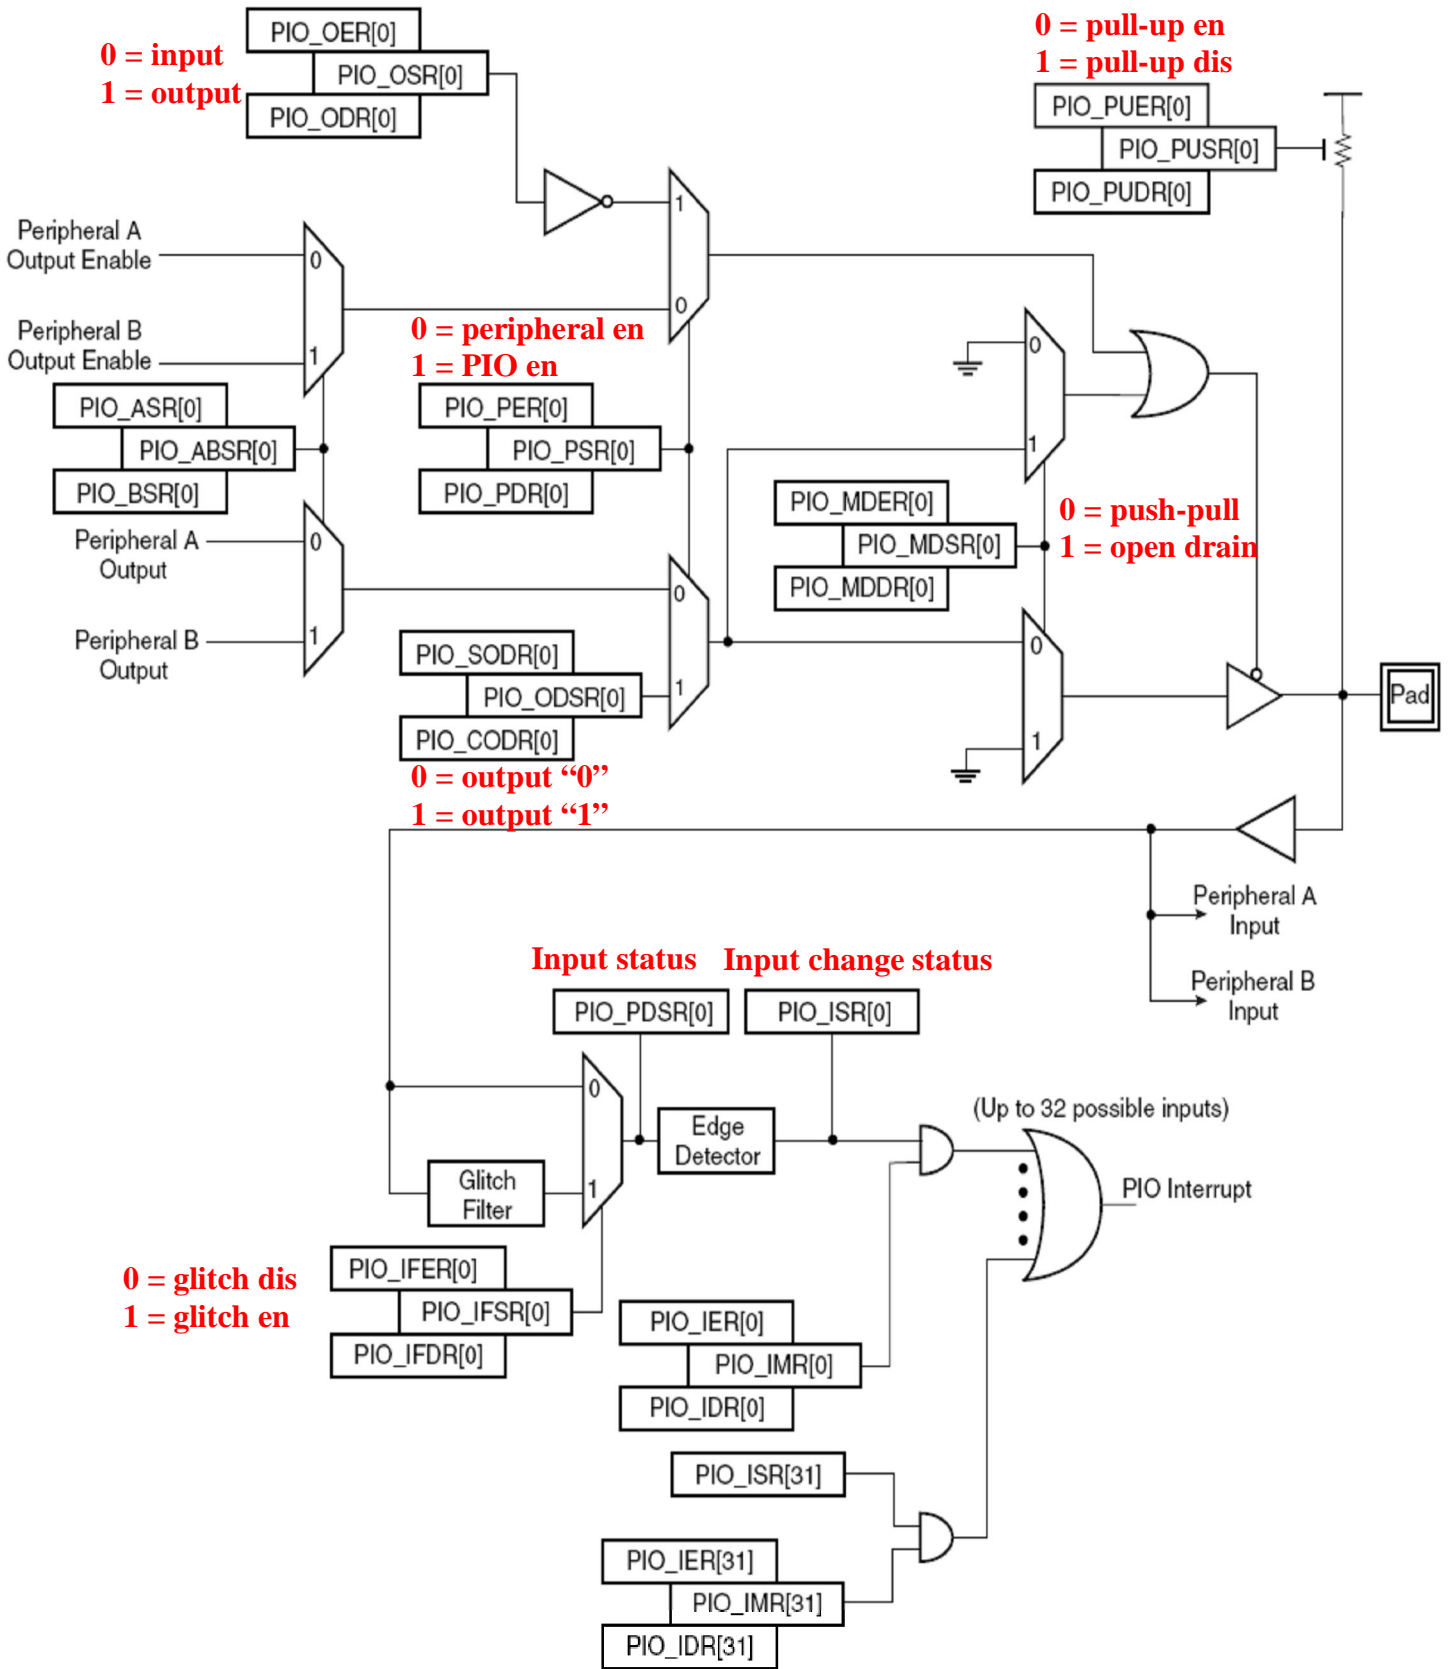 PIO_OER[0]
0 = input
PIO_OSR[0]
1 = output
PIO_ODR[0]
0 = pull-up en
1 = pull-up dis
PIO_PUER[0]
PIO_PUSR[0]
PIO_PUDR[0]
1
0
Peripheral A
Output Enable
0
Peripheral B
Output Enable
1
0 = peripheral en
1 = PIO en
PIO_ASR[0]
PIO_ABSR[0]
PIO_BSR[0]
PIO_PER[0]
PIO_PSR[0]
PIO_PDR[0]
0
1
PIO_MDER[0]
PIO_MDSR[0]
PIO_MDDR[0]
0 = push-pull
1 = open drain
Peripheral A
Output
0
Peripheral B
Output
1
0
1
PIO_SODR[0]
PIO_ODSR[0]
PIO_CODR[0]
0 = output “0”
1 = output “1”
0
1
Pad
Peripheral A
Input
Peripheral B
Input
Input status
Input change status
PIO_PDSR[0]
PIO_ISR[0]
0
1
Glitch
Filter
Edge
Detector
(Up to 32 possible inputs)
PIO Interrupt
0 = glitch dis
1 = glitch en
PIO_IFER[0]
PIO_IFSR[0]
PIO_IFDR[0]
PIO_IER[0]
PIO_IMR[0]
PIO_IDR[0]
PIO_ISR[31]
PIO_IER[31]
PIO_IMR[31]
PIO_IDR[31]